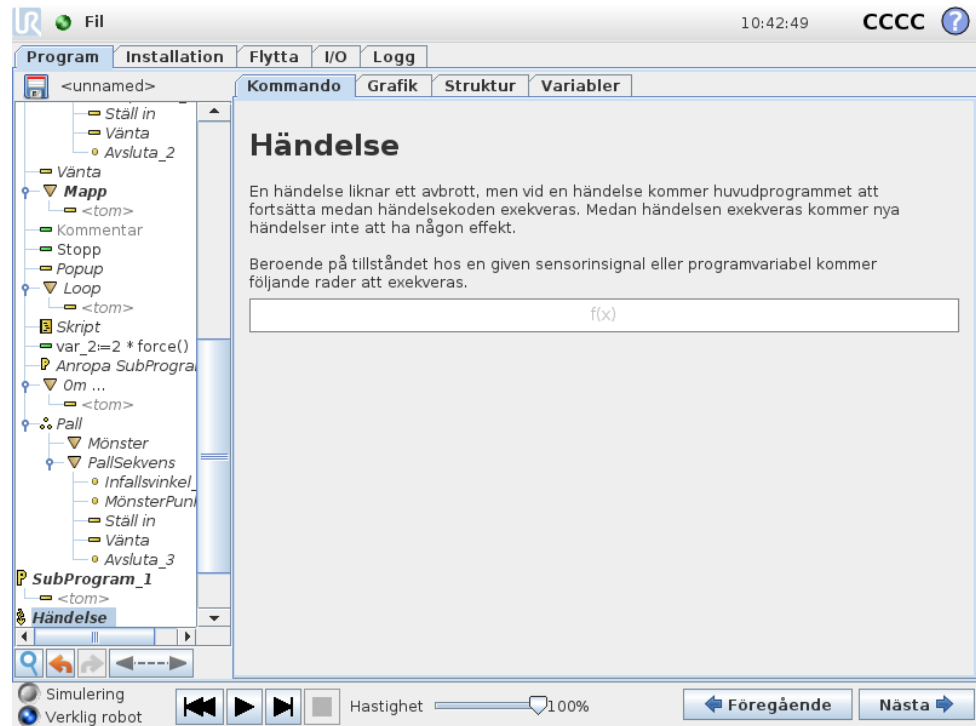 UR Fil 10:42:49 CCCC ?
Program Installation Flytta I/O Logg
<unnamed>
Kommando Grafik Struktur Variabler
Ställ in
Vänta
Avsluta_2
Vänta
Mapp
<tom>
Kommentar
Stopp
Popup
Loop
<tom>
Skript
var_2:=2 * force()
Anropa SubProgra
Om ...
<tom>
Pall
Mönster
PallSekvens
Infallsvinkel_
MönsterPun
Ställ in
Vänta
Avsluta_3
SubProgram_1
<tom>
Händelse
Händelse
En händelse liknar ett avbrott, men vid en händelse kommer huvudprogrammet att
fortsätta medan händelsekoden exekveras. Medan händelsen exekveras kommer nya
händelser inte att ha någon effekt.
Beroende på tillståndet hos en given sensorinsignal eller programvariabel kommer
följande rader att exekveras.
f(x)
Simulering
Verklig robot
Hastighet 100%
Föregående Nästa